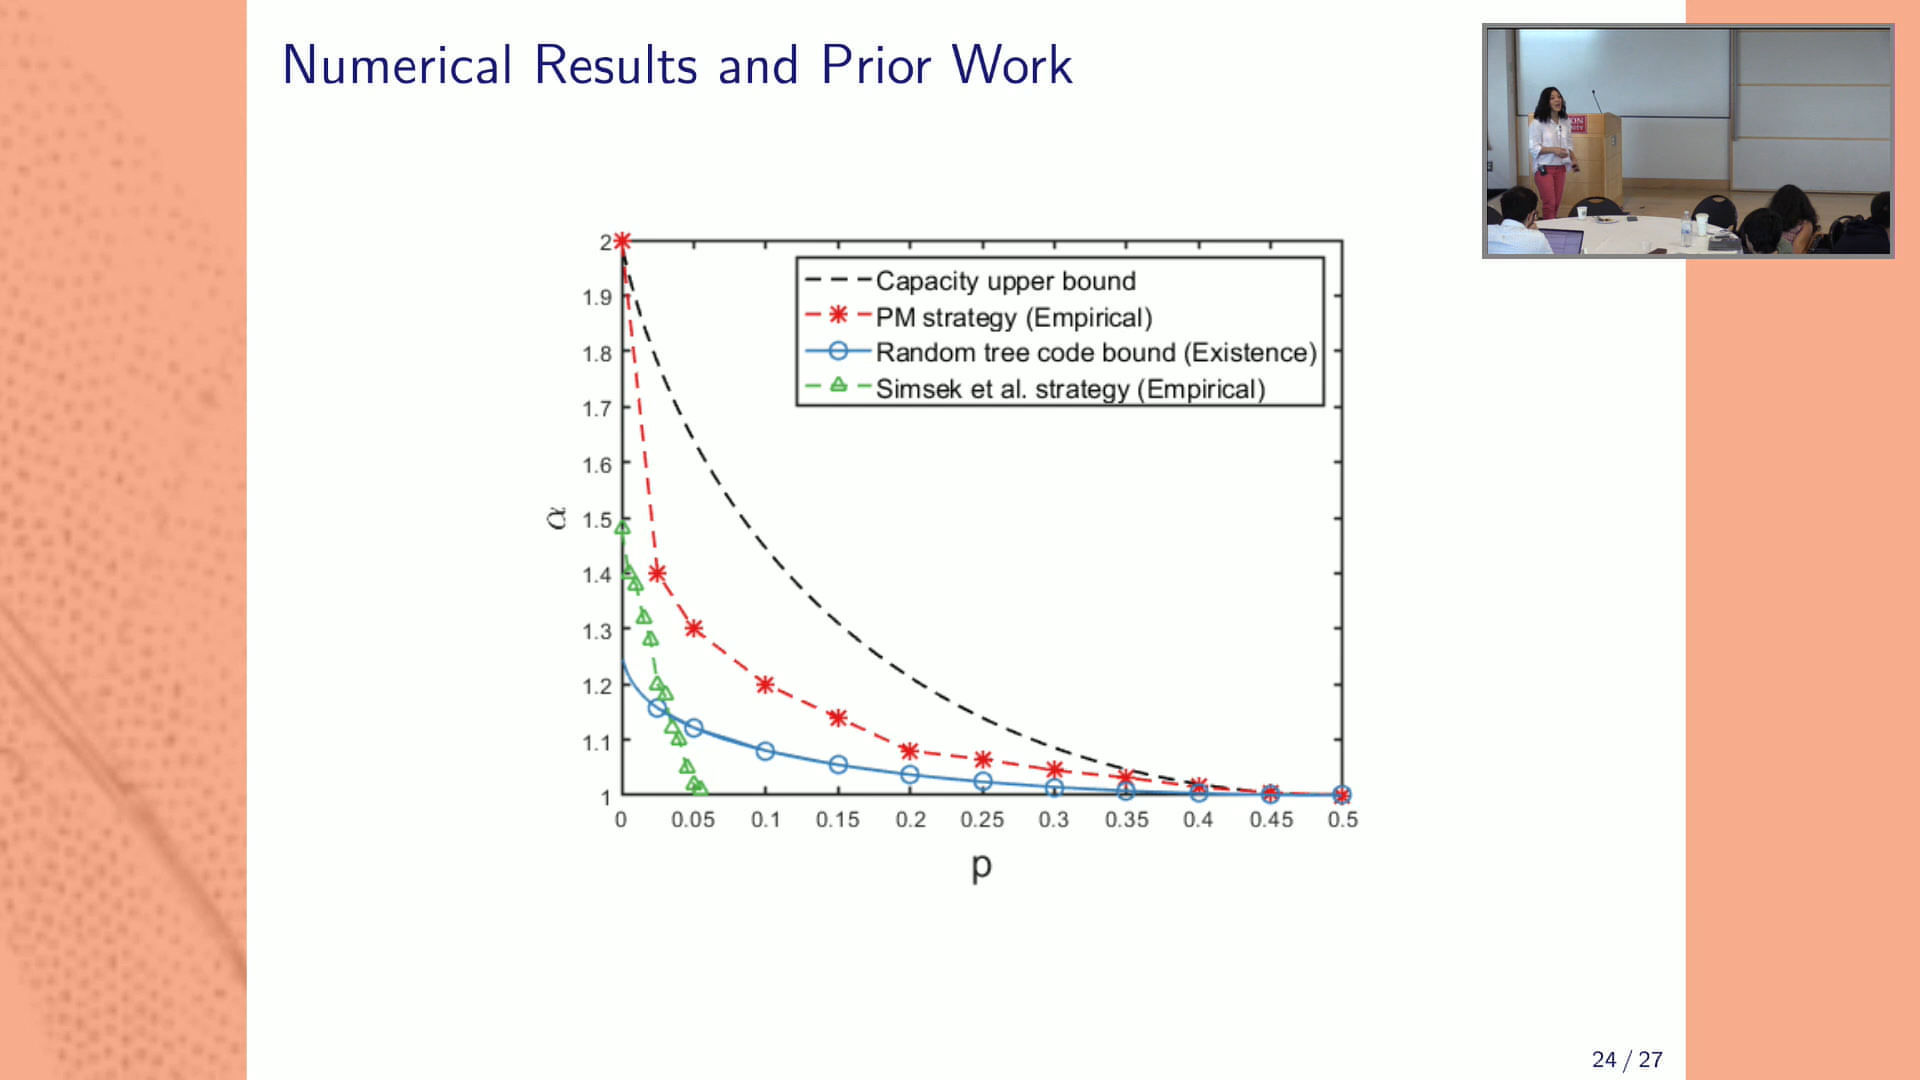 Numerical Results and Prior Work
Capacity upper bound
PM strategy (Empirical)
Random tree code bound (Existence)
Simsek et al. strategy (Empirical)
2
1.9
1.8
1.7
1.6
1.5
1.4
1.3
1.2
1.1
1
α
0 0.05 0.1 0.15 0.2 0.25 0.3 0.35 0.4 0.45 0.5
p
24 / 27